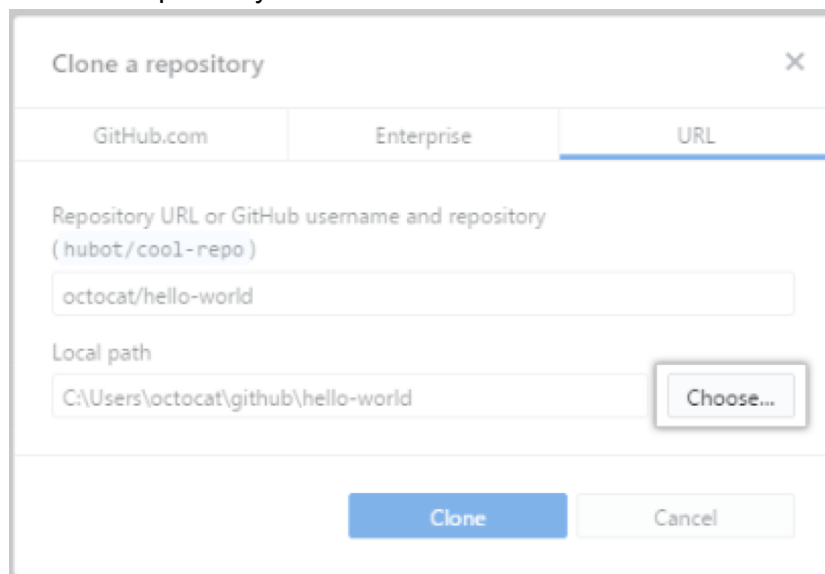 Clone a repository
GitHub.com Enterprise URL
Repository URL or GitHub username and repository
(hubot/cool-repo)
octocat/hello-world
Local path
C:\Users\octocat\github\hello-world Choose...
Clone Cancel